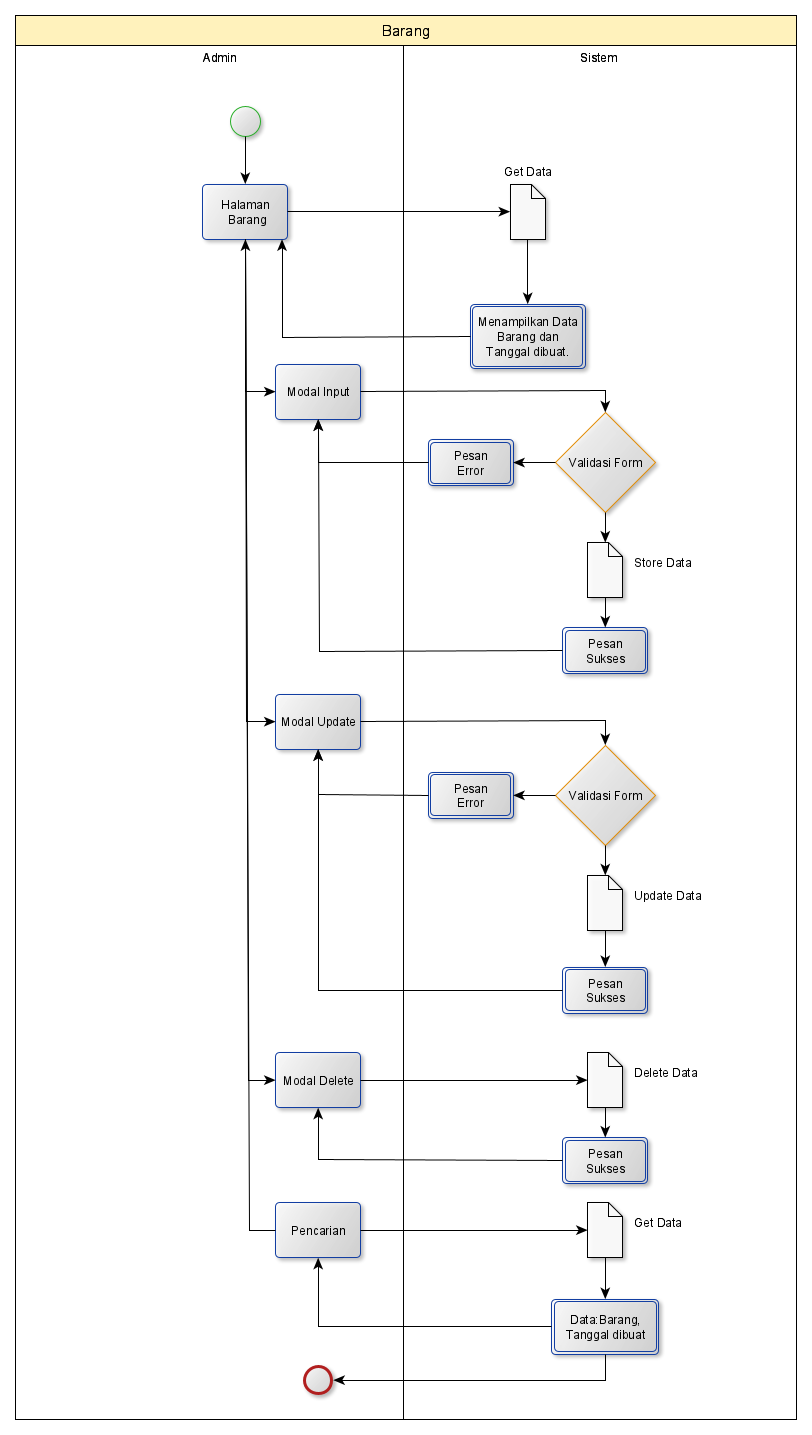 Barang
Admin
Sistem
Get Data
Halaman
Barang
Menampilkan Data
Barang dan
Tanggal dibuat.
Modal Input
Pesan
Error
Validasi Form
Store Data
Pesan
Sukses
Modal Update
Pesan
Error
Validasi Form
Update Data
Pesan
Sukses
Modal Delete
Delete Data
Pesan
Sukses
Pencarian
Get Data
Data:Barang,
Tanggal dibuat